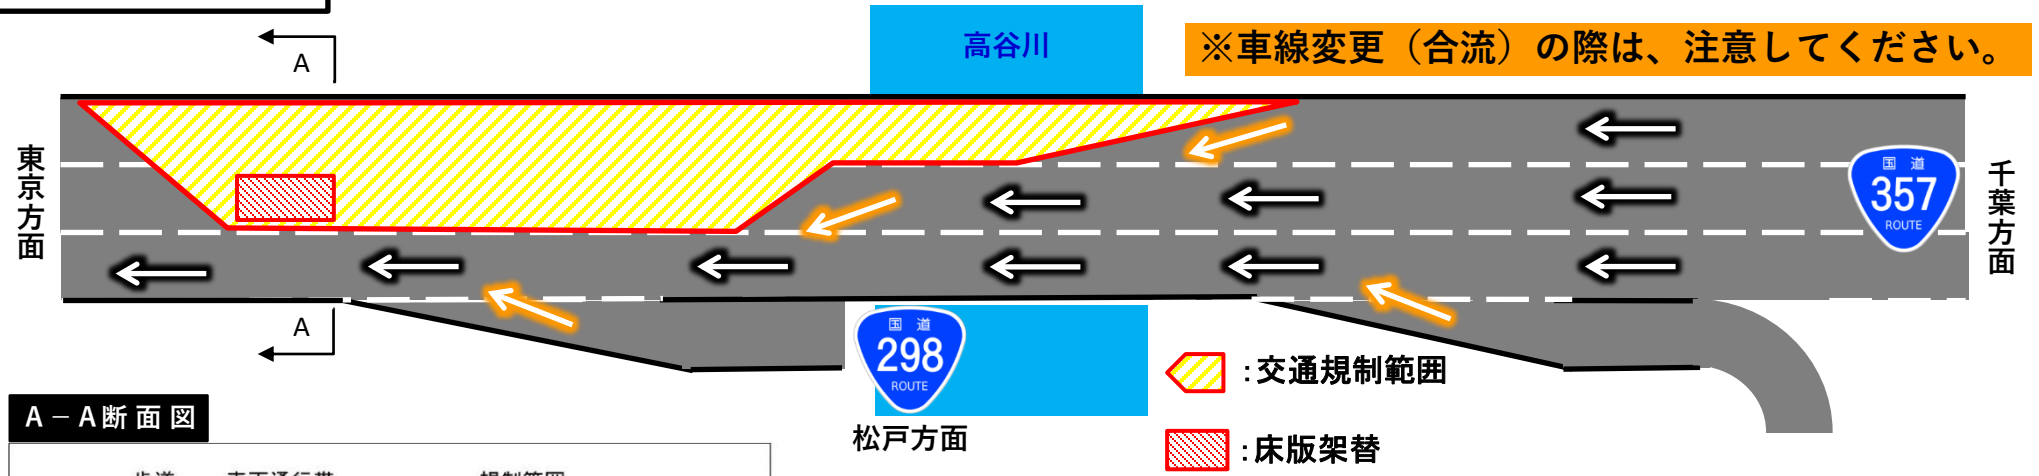 高谷川
※車線変更（合流）の際は、注意してください。
A
東京方面
国道
357
ROUTE
千葉方面
A
国道
298
ROUTE
松戸方面
：交通規制範囲
：床版架替
A－A断面図